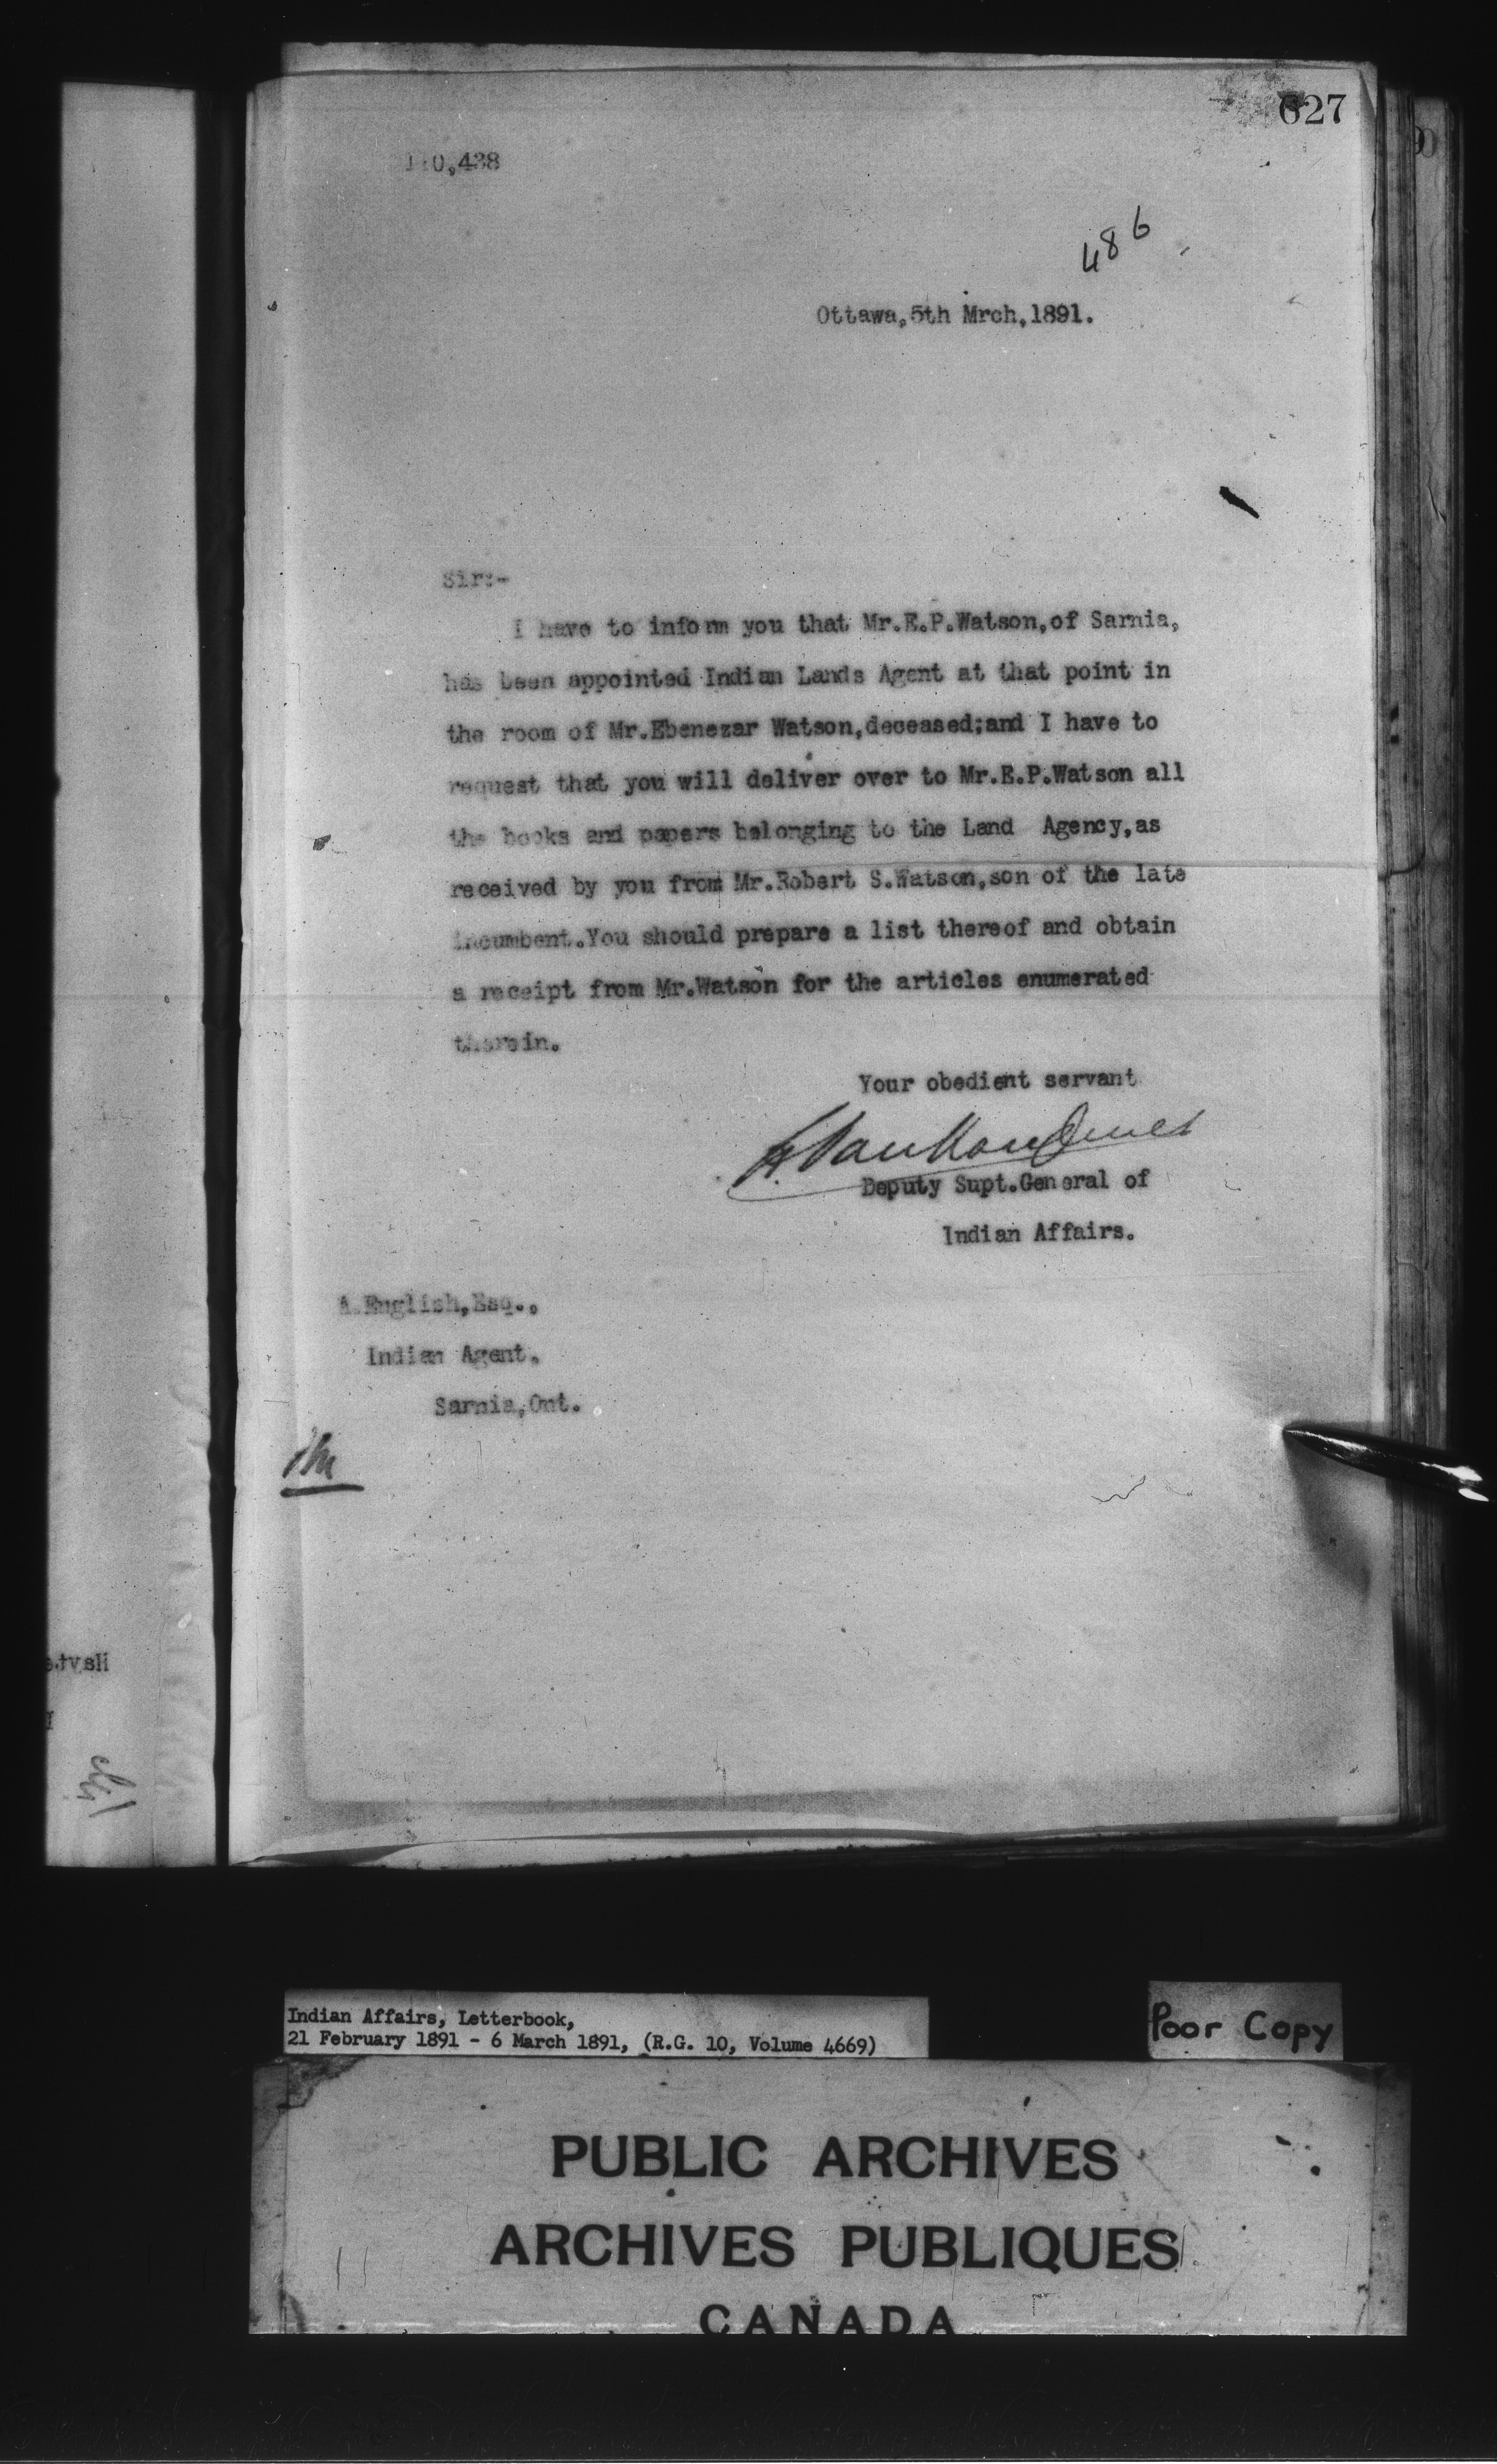 627
0,438
486
Ottawa,5th Mrch,1891.
Sir:-
I have to inform you that Mr.E.P.Watson,of Sarnia,
has been appointed Indian Lands Agent at that point in
the room of Mr.Ebenezar Watson,deceased;and I have to
request that you will deliver over to Mr.E.P.Watson all
the books and papers belonging to the Land Agency,as
received by you from Mr.Robert S.Watson,son of the late
incumbent.You should prepare a list thereof and obtain
a receipt from Mr.Watson for the articles enumerated
therein.
Your obedient servant
L. VanKoughnet
Deputy Supt.General of
Indian Affairs.
A.English,Esq.,
Indian Agent.
Sarnia,Ont.
Indian Affairs, Letterbook,
21 February 1891 - 6 March 1891, (R.G. 10, Volume 4669)
Poor Copy
PUBLIC ARCHIVES
ARCHIVES PUBLIQUES
CANADA